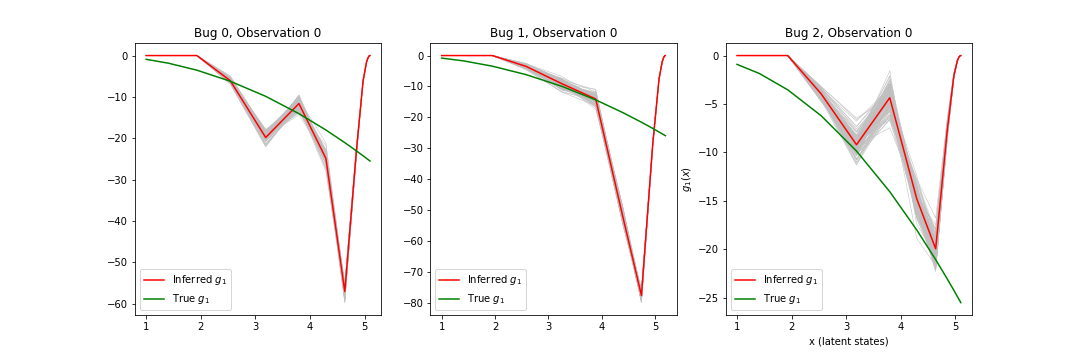 Bug 0, Observation 0
0
−10
−20
−30
−40
−50
−60
1 2 3 4 5
Inferred g₁
True g₁
Bug 1, Observation 0
0
−10
−20
−30
−40
−50
−60
−70
−80
1 2 3 4 5
Inferred g₁
True g₁
Bug 2, Observation 0
g₁(x)
0
−5
−10
−15
−20
−25
1 2 3 4 5
x (latent states)
Inferred g₁
True g₁